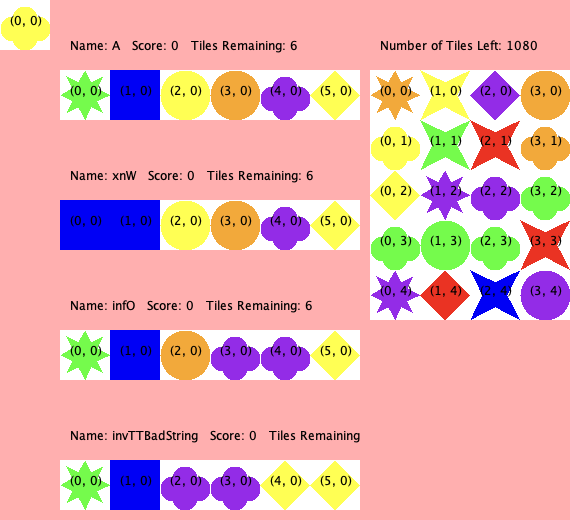 (0, 0)
Name: A Score: 0 Tiles Remaining: 6
(0, 0) (1, 0) (2, 0) (3, 0) (4, 0) (5, 0)
Name: xnW Score: 0 Tiles Remaining: 6
(0, 0) (1, 0) (2, 0) (3, 0) (4, 0) (5, 0)
Name: infO Score: 0 Tiles Remaining: 6
(0, 0) (1, 0) (2, 0) (3, 0) (4, 0) (5, 0)
Name: invTTBadString Score: 0 Tiles Remaining
(0, 0) (1, 0) (2, 0) (3, 0) (4, 0) (5, 0)
Number of Tiles Left: 1080
(0, 0) (1, 0) (2, 0) (3, 0)
(0, 1) (1, 1) (2, 1) (3, 1)
(0, 2) (1, 2) (2, 2) (3, 2)
(0, 3) (1, 3) (2, 3) (3, 3)
(0, 4) (1, 4) (2, 4) (3, 4)